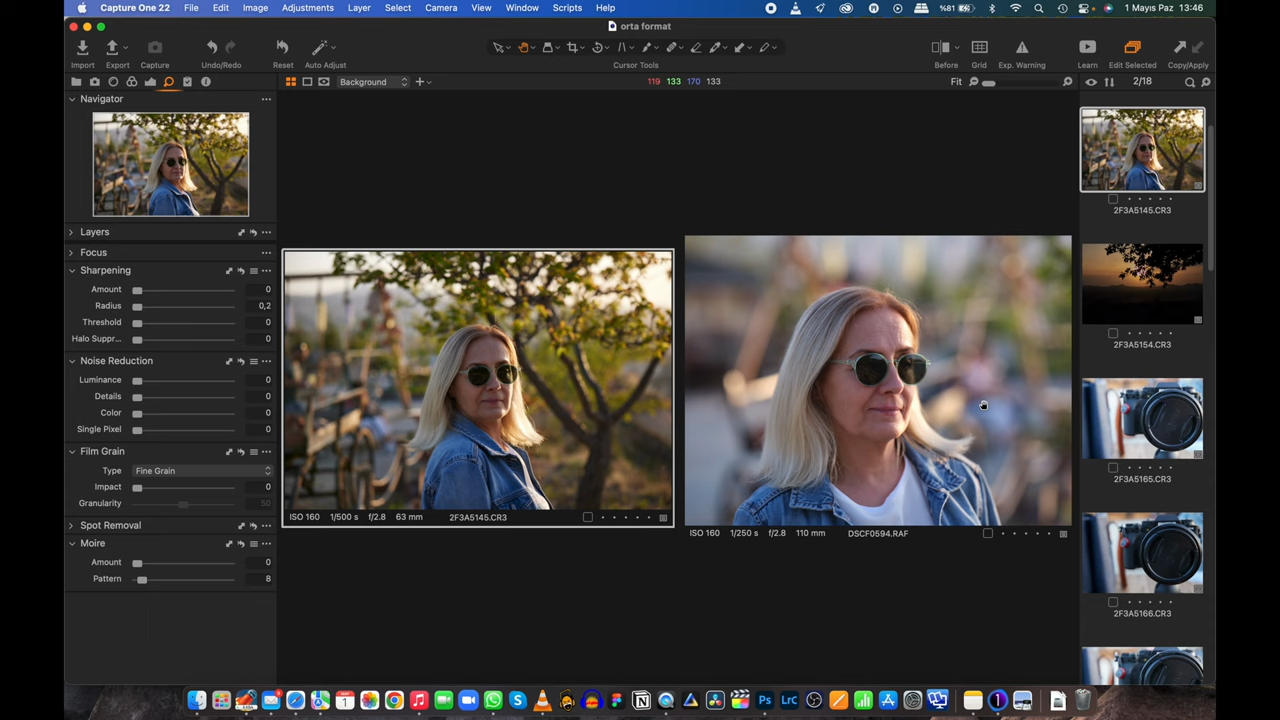 Capture One 22 File Edit Image Adjustments Layer Select Camera View Window Scripts Help %81 1 Mayıs Paz 13:46
orta format
Import Export Capture Undo/Redo Reset Auto Adjust Cursor Tools Before Grid Exp. Warning Learn Edit Selected Copy/Apply
Background 119 133 170 133 Fit 2/18
Navigator
Layers
Focus
Sharpening
Amount 0
Radius 0,2
Threshold 0
Halo Suppr... 0
Noise Reduction
Luminance 0
Details 0
Color 0
Single Pixel 0
Film Grain
Type Fine Grain
Impact 0
Granularity 50
Spot Removal
Moire
Amount 0
Pattern 8
ISO 160 1/500 s f/2.8 63 mm 2F3A5145.CR3
ISO 160 1/250 s f/2.8 110 mm DSCF0594.RAF
2F3A5145.CR3
2F3A5154.CR3
2F3A5165.CR3
2F3A5166.CR3